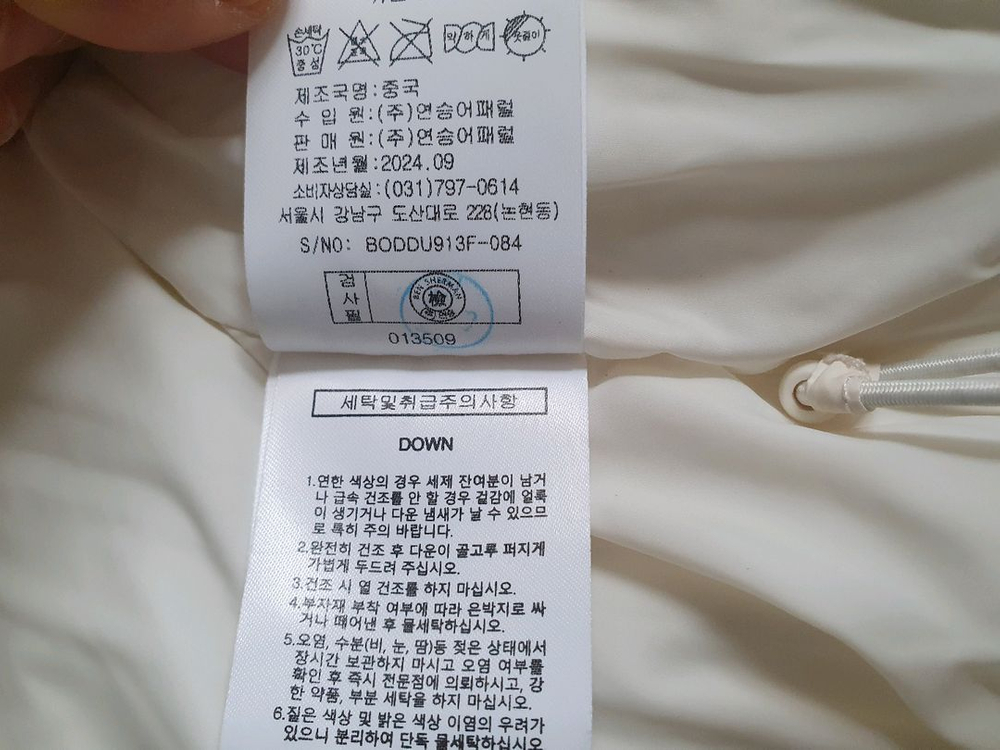 손세탁
30℃
중성
약하게
옷걸이
제조국명:중국
수 입 원:(주)연승어패럴
판 매 원:(주)연승어패럴
제조년월:2024.09
소비자상담실:(031)797-0614
서울시 강남구 도산대로 228(논현동)
S/NO: BODDU913F-084
검사필
BEN SHERMAN
檢
013509
세탁및취급주의사항
DOWN
1.연한 색상의 경우 세제 잔여분이 남거
나 급속 건조를 안 할 경우 겉감에 얼룩
이 생기거나 다운 냄새가 날 수 있으므
로 특히 주의 바랍니다.
2.완전히 건조 후 다운이 골고루 펴지게
가볍게 두드려 주십시오.
3.건조 시 열 건조를 하지 마십시오.
4.부자재 부착 여부에 따라 은박지로 싸
거나 떼어낸 후 물세탁하십시오.
5.오염, 수분(비, 눈, 땀)등 젖은 상태에서
장시간 보관하지 마시고 오염 여부를
확인 후 즉시 전문점에 의뢰하시고, 강
한 약품, 부분 세탁을 하지 마십시오.
6.짙은 색상 및 밝은 색상 이염의 우려가
있으니 분리하여 단독 물세탁하십시오